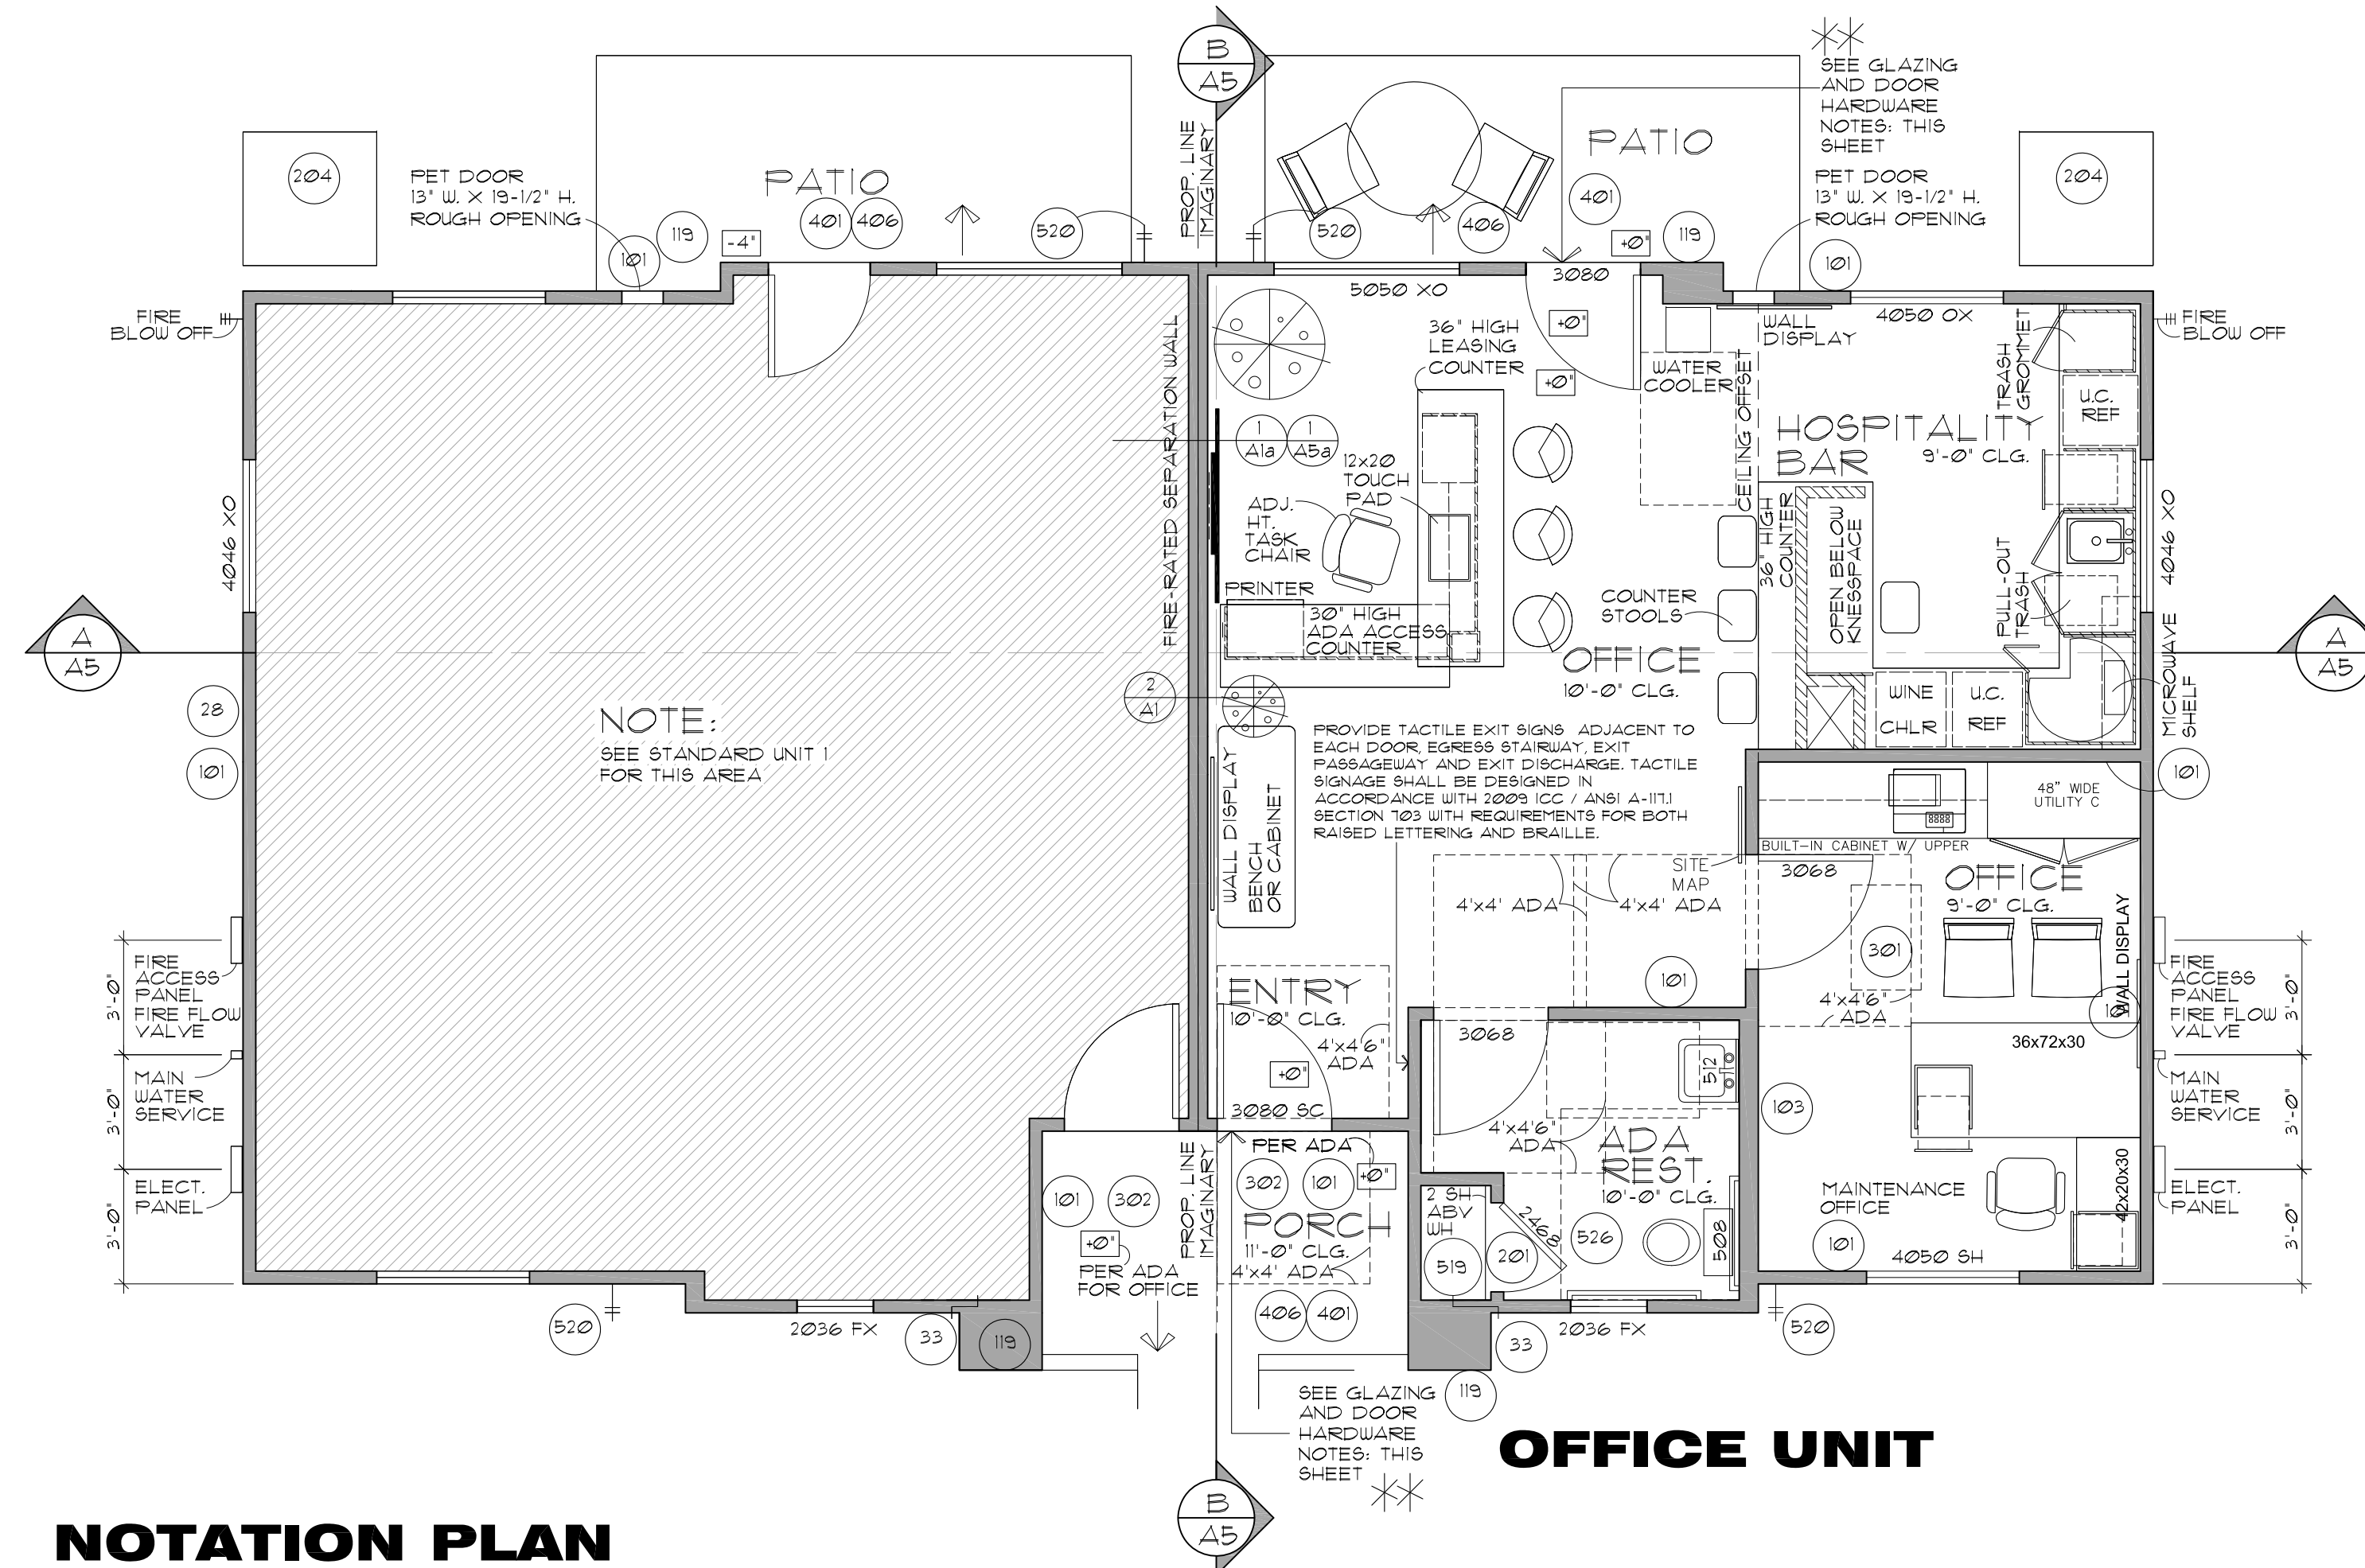 B
A5
PROP. LINE
IMAGINARY
SEE GLAZING
AND DOOR
HARDWARE
NOTES: THIS
SHEET
204
PET DOOR
13" W. X 19-1/2" H.
ROUGH OPENING
101
119
-4"
PATIO
401
406
520
520
406
PATIO
401
+0"
119
PET DOOR
13" W. X 19-1/2" H.
ROUGH OPENING
101
204
FIRE
BLOW OFF
5050 XO
3080
+0"
+0"
36" HIGH
LEASING
COUNTER
WATER
COOLER
WALL
DISPLAY
CEILING OFFSET
4050 OX
TRASH
GROMMET
FIRE
BLOW OFF
U.C.
REF
HOSPITALITY
BAR
9'-0" CLG.
4046 XO
FIRE-RATED SEPARATION WALL
1
A1a
1
A5a
12x20
TOUCH
PAD
ADJ.
HT.
TASK
CHAIR
PRINTER
30" HIGH
ADA ACCESS
COUNTER
COUNTER
STOOLS
36" HIGH
COUNTER
OPEN BELOW
KNESSPACE
PULL-OUT
TRASH
4046 XO
MICROWAVE
SHELF
A
A5
A
A5
OFFICE
10'-0" CLG.
WINE
CHLR
U.C.
REF
2
A1
28
101
NOTE:
SEE STANDARD UNIT 1
FOR THIS AREA
WALL DISPLAY
BENCH
OR CABINET
PROVIDE TACTILE EXIT SIGNS ADJACENT TO
EACH DOOR, EGRESS STAIRWAY, EXIT
PASSAGEWAY AND EXIT DISCHARGE. TACTILE
SIGNAGE SHALL BE DESIGNED IN
ACCORDANCE WITH 2009 ICC / ANSI A-117.1
SECTION 703 WITH REQUIREMENTS FOR BOTH
RAISED LETTERING AND BRAILLE.
101
48" WIDE
UTILITY C
BUILT-IN CABINET W/ UPPER
3068
SITE
MAP
4'x4' ADA
4'x4' ADA
OFFICE
9'-0" CLG.
WALL DISPLAY
301
4'x4'6"
ADA
101
3'-0"
3'-0"
3'-0"
FIRE
ACCESS
PANEL
FIRE FLOW
VALVE
MAIN
WATER
SERVICE
ELECT.
PANEL
ENTRY
10'-0" CLG.
4'x4'6"
ADA
+0"
3080 SC
3068
512
4'x4'6"
ADA
ADA
REST.
10'-0" CLG.
103
36x72x30
FIRE
ACCESS
PANEL
FIRE FLOW
VALVE
MAIN
WATER
SERVICE
ELECT.
PANEL
3'-0"
3'-0"
3'-0"
101
302
+0"
PER ADA
FOR OFFICE
PROP. LINE
IMAGINARY
PER ADA
302
101
+0"
PORCH
11'-0" CLG.
4'x4' ADA
406
401
2 SH
ABV
WH
519
2468
201
526
508
MAINTENANCE
OFFICE
101
4050 SH
42x20x30
520
2036 FX
33
119
SEE GLAZING
AND DOOR
HARDWARE
NOTES: THIS
SHEET
119
33
2036 FX
520
OFFICE UNIT
B
A5
NOTATION PLAN